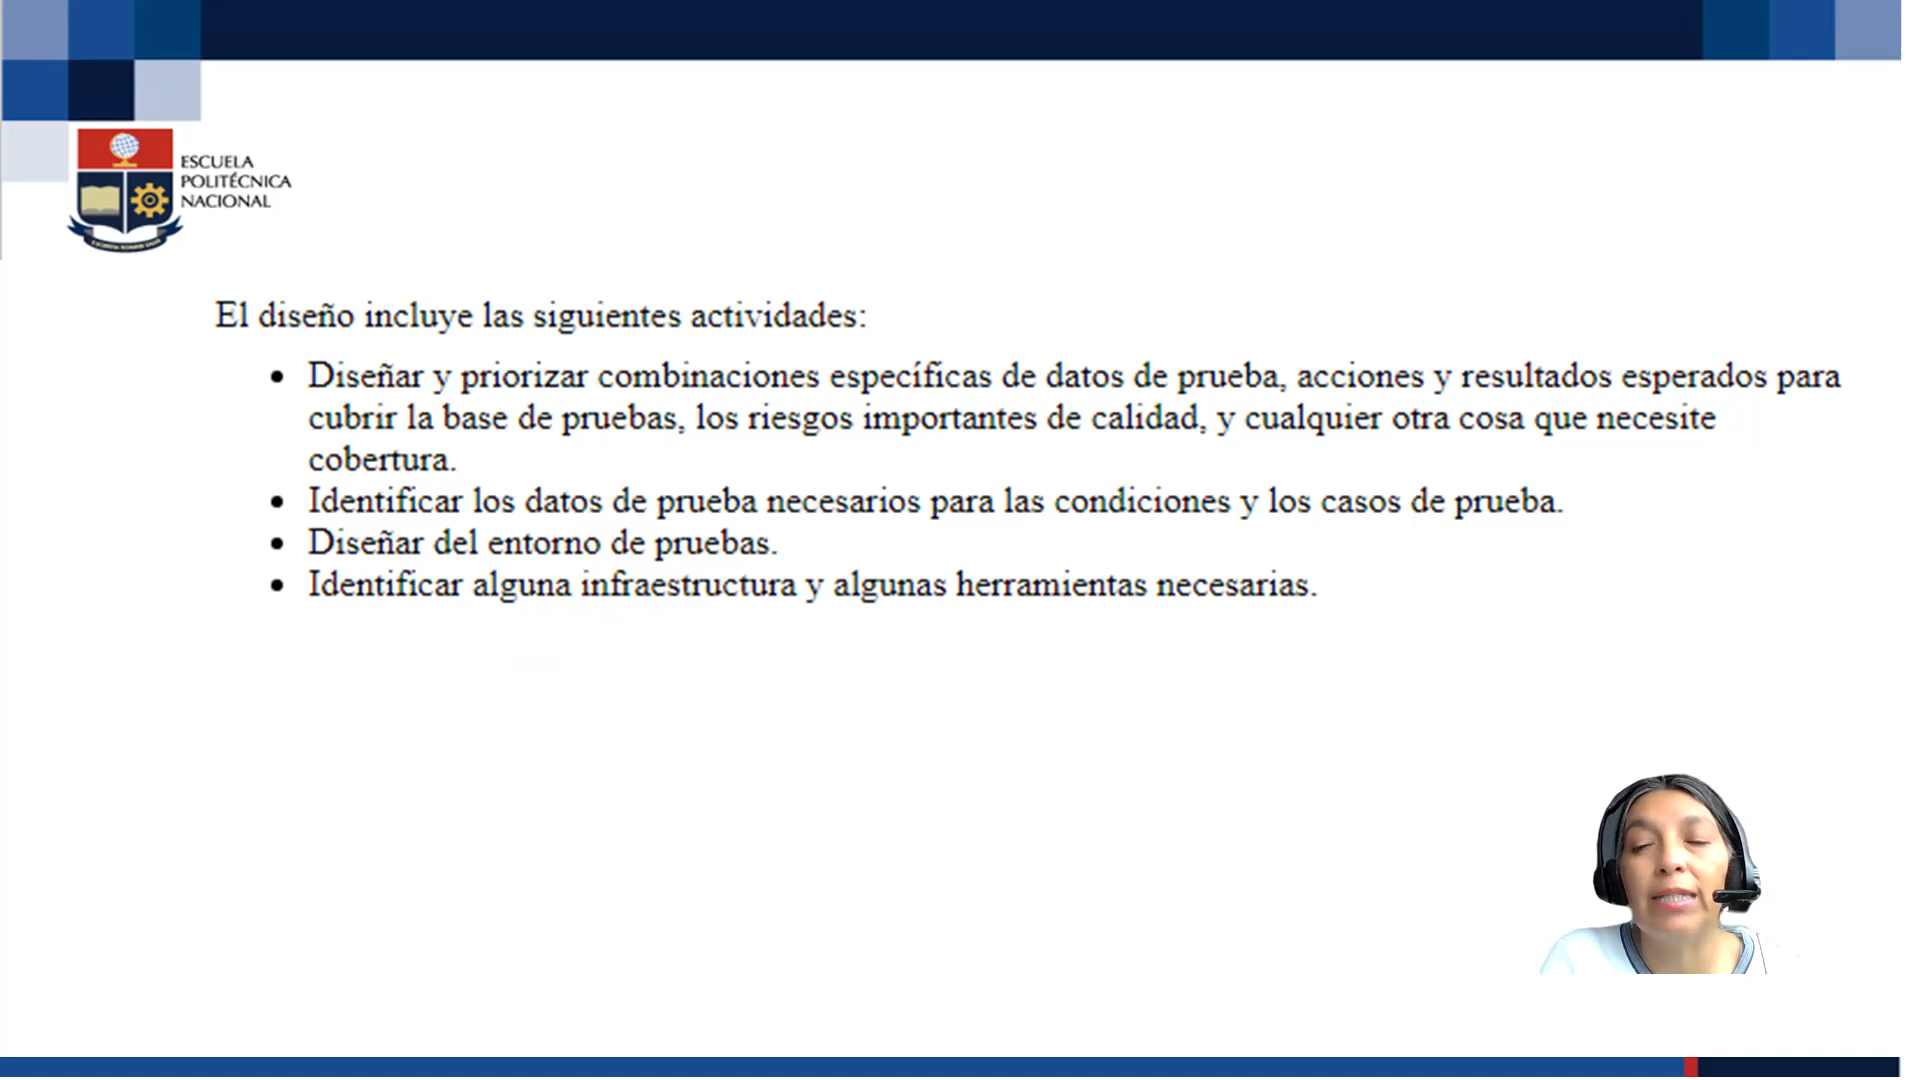 ESCUELA
POLITÉCNICA
NACIONAL
El diseño incluye las siguientes actividades:
• Diseñar y priorizar combinaciones específicas de datos de prueba, acciones y resultados esperados para
cubrir la base de pruebas, los riesgos importantes de calidad, y cualquier otra cosa que necesite
cobertura.
• Identificar los datos de prueba necesarios para las condiciones y los casos de prueba.
• Diseñar del entorno de pruebas.
• Identificar alguna infraestructura y algunas herramientas necesarias.